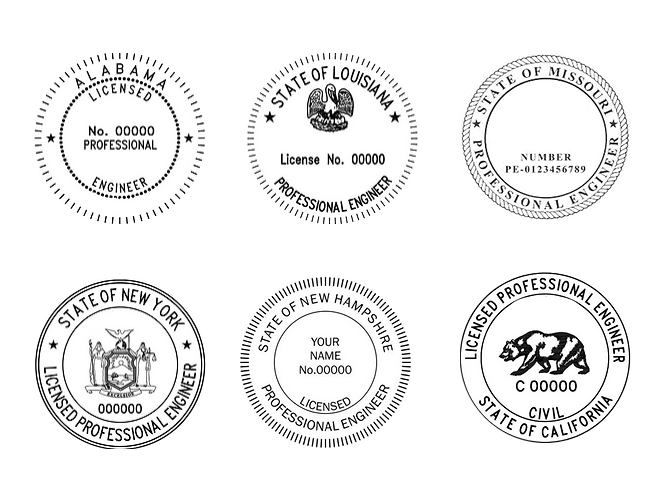 ALABAMA
LICENSED
No. 00000
PROFESSIONAL
ENGINEER
STATE OF LOUISIANA
License No. 00000
PROFESSIONAL ENGINEER
STATE OF MISSOURI
NUMBER
PE-0123456789
PROFESSIONAL ENGINEER
STATE OF NEW YORK
EXCELSIOR
000000
LICENSED PROFESSIONAL ENGINEER
STATE OF NEW HAMPSHIRE
YOUR
NAME
No.00000
LICENSED
PROFESSIONAL ENGINEER
LICENSED PROFESSIONAL ENGINEER
C 00000
CIVIL
STATE OF CALIFORNIA